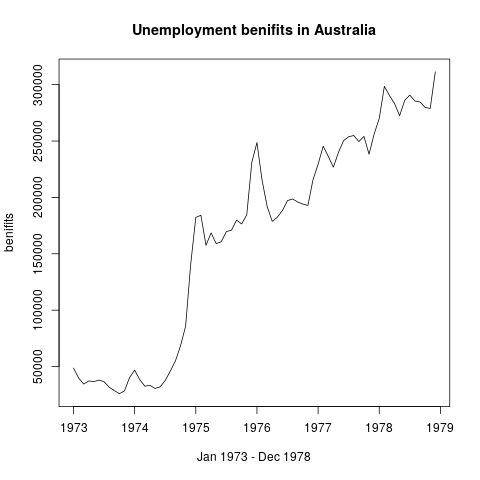 Unemployment benifits in Australia
benifits
300000
250000
200000
150000
100000
50000
1973 1974 1975 1976 1977 1978 1979
Jan 1973 - Dec 1978